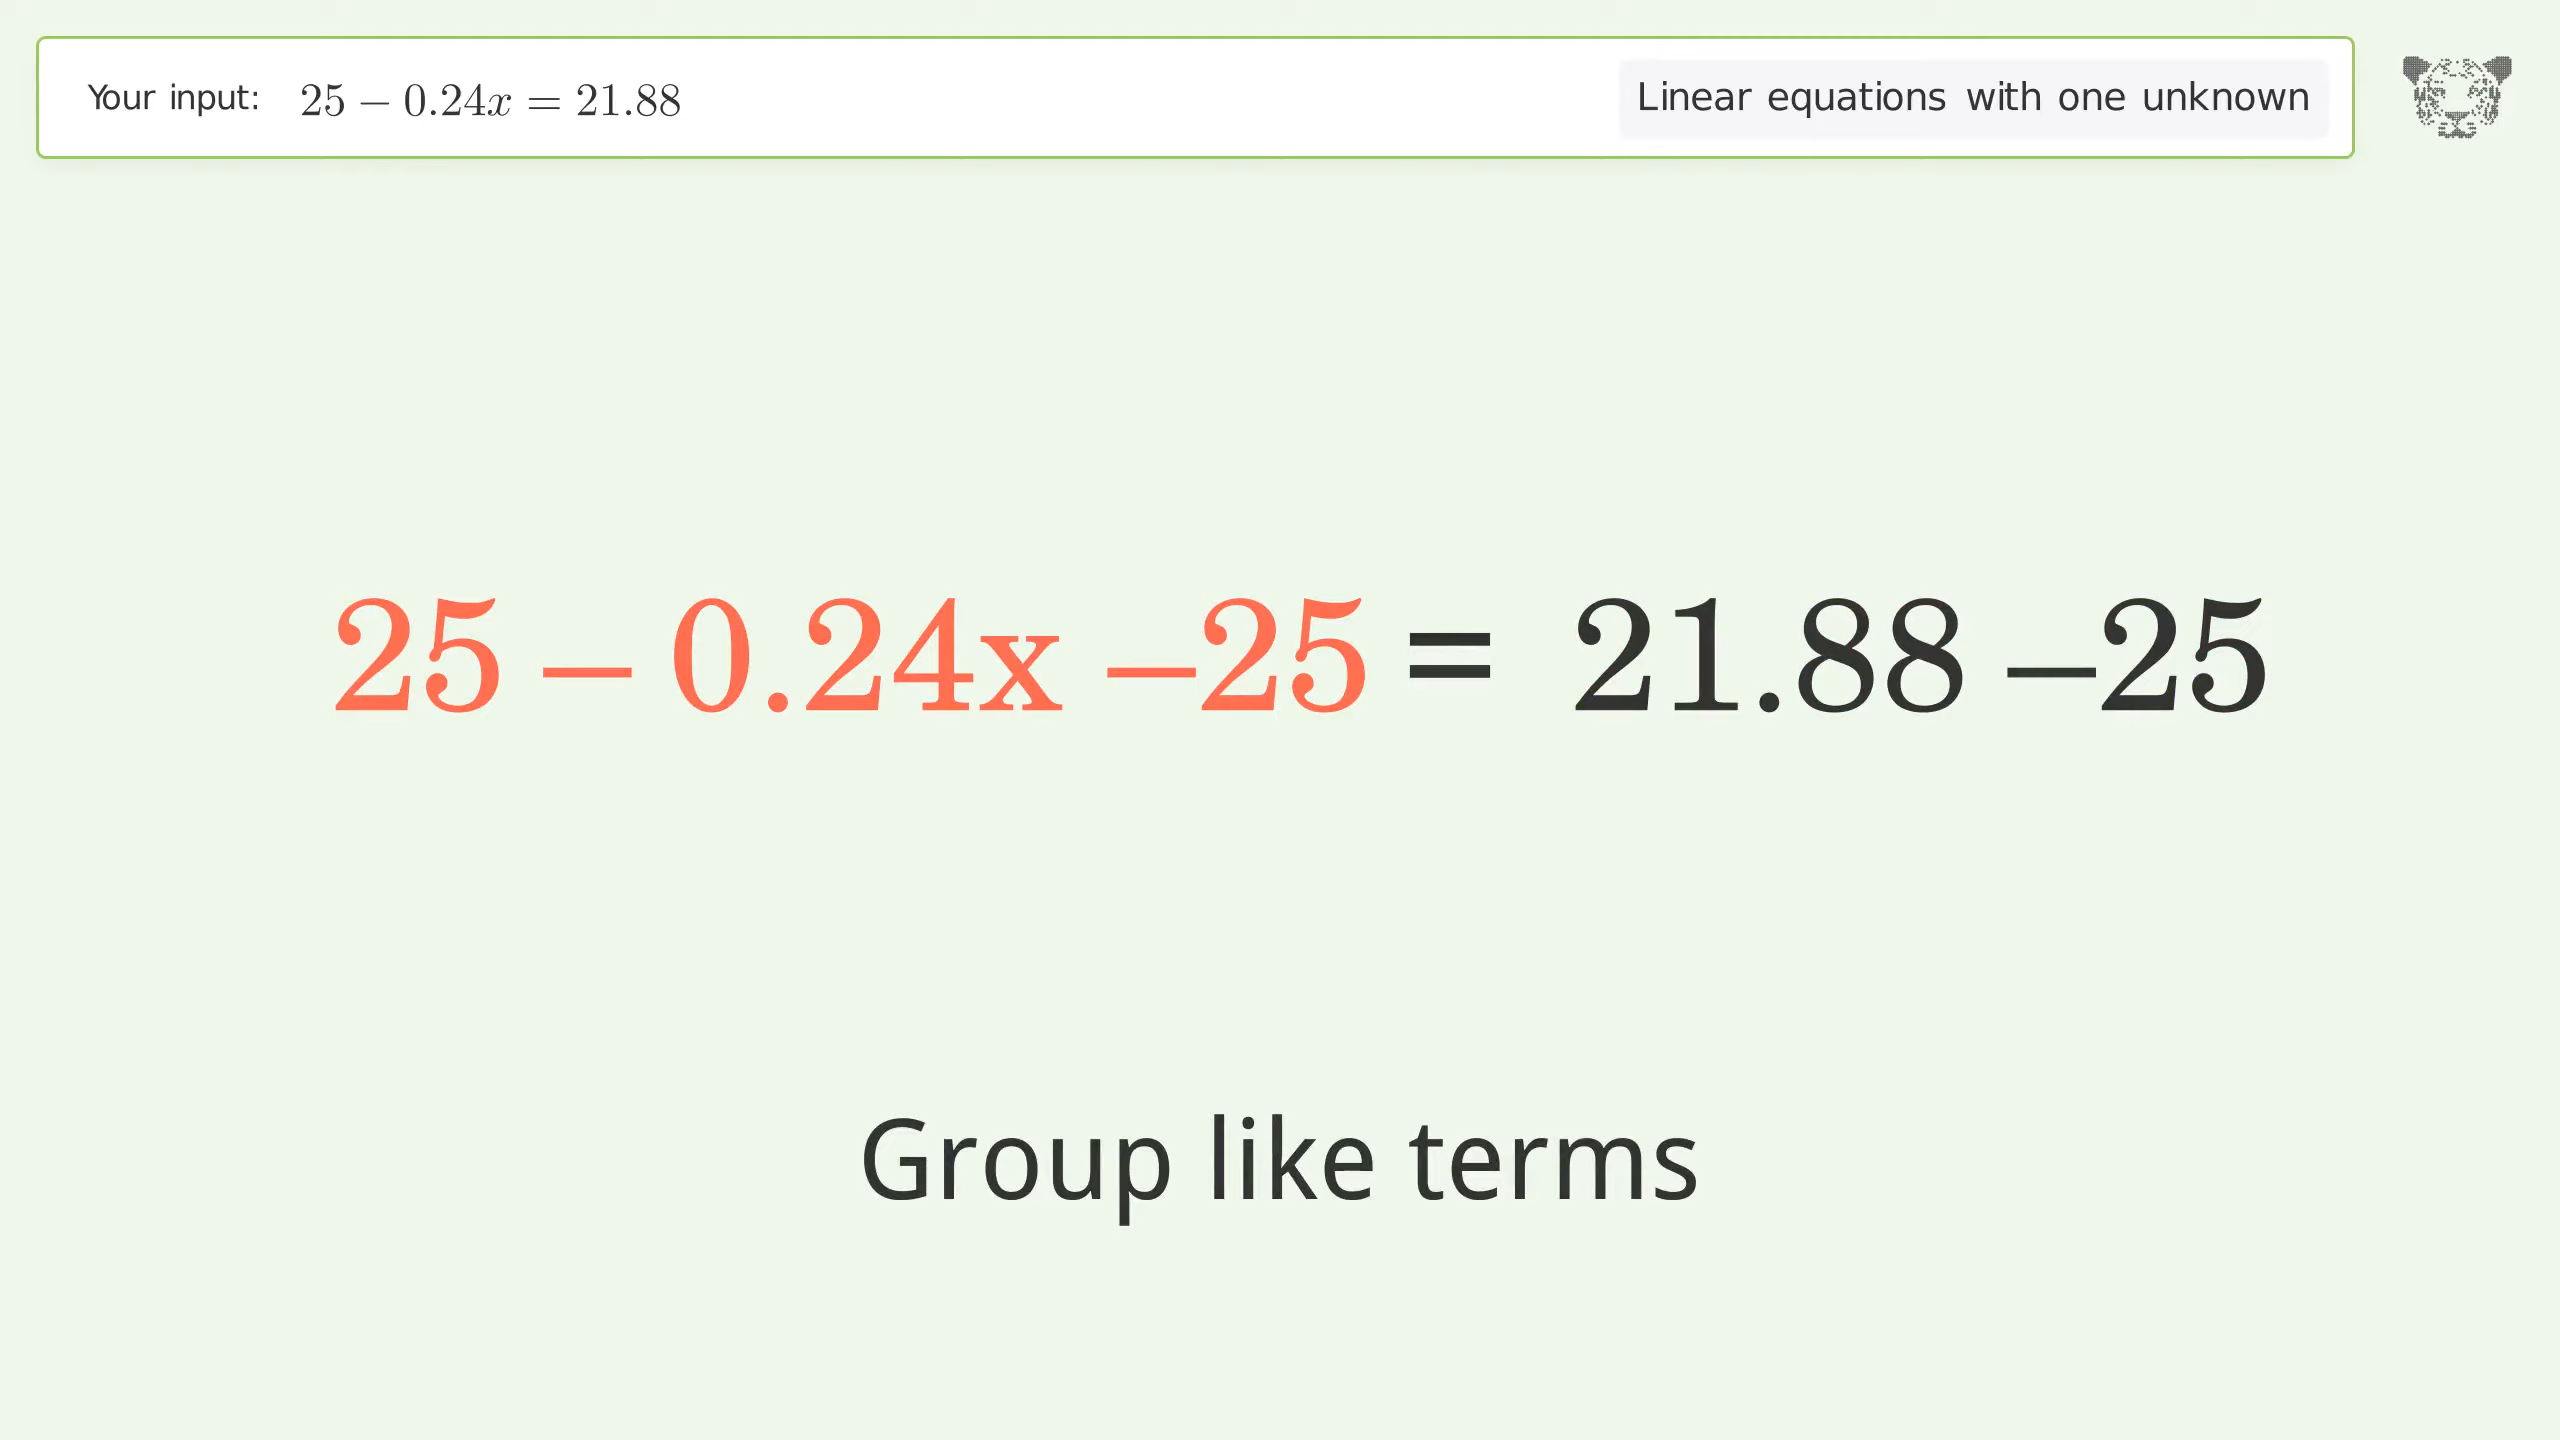 Your input: 25 – 0.24x = 21.88 Linear equations with one unknown
25 – 0.24x –25 = 21.88 –25
Group like terms